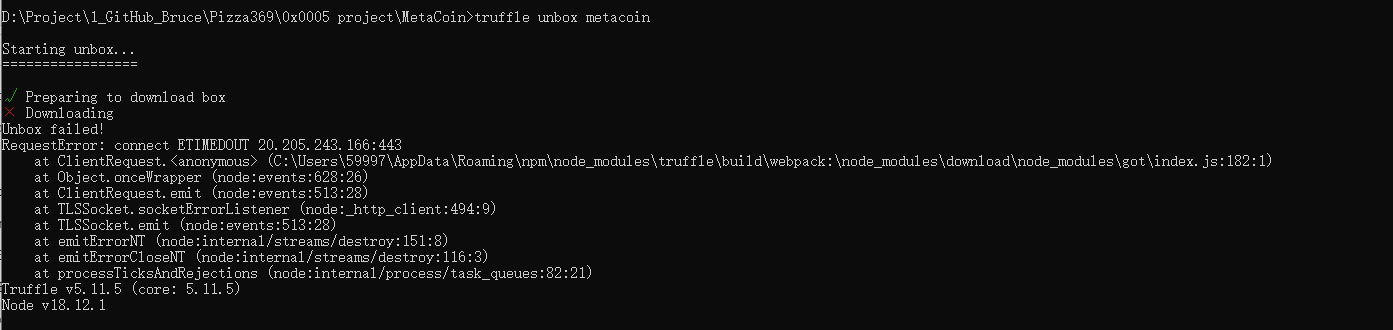 D:\Project\1_GitHub_Bruce\Pizza369\0x0005 project\MetaCoin>truffle unbox metacoin
Starting unbox...
=================
√ Preparing to download box
× Downloading
Unbox failed!
RequestError: connect ETIMEDOUT 20.205.243.166:443
    at ClientRequest.<anonymous> (C:\Users\59997\AppData\Roaming\npm\node_modules\truffle\build\webpack:\node_modules\download\node_modules\got\index.js:182:1)
    at Object.onceWrapper (node:events:628:26)
    at ClientRequest.emit (node:events:513:28)
    at TLSSocket.socketErrorListener (node:_http_client:494:9)
    at TLSSocket.emit (node:events:513:28)
    at emitErrorNT (node:internal/streams/destroy:151:8)
    at emitErrorCloseNT (node:internal/streams/destroy:116:3)
    at processTicksAndRejections (node:internal/process/task_queues:82:21)
Truffle v5.11.5 (core: 5.11.5)
Node v18.12.1